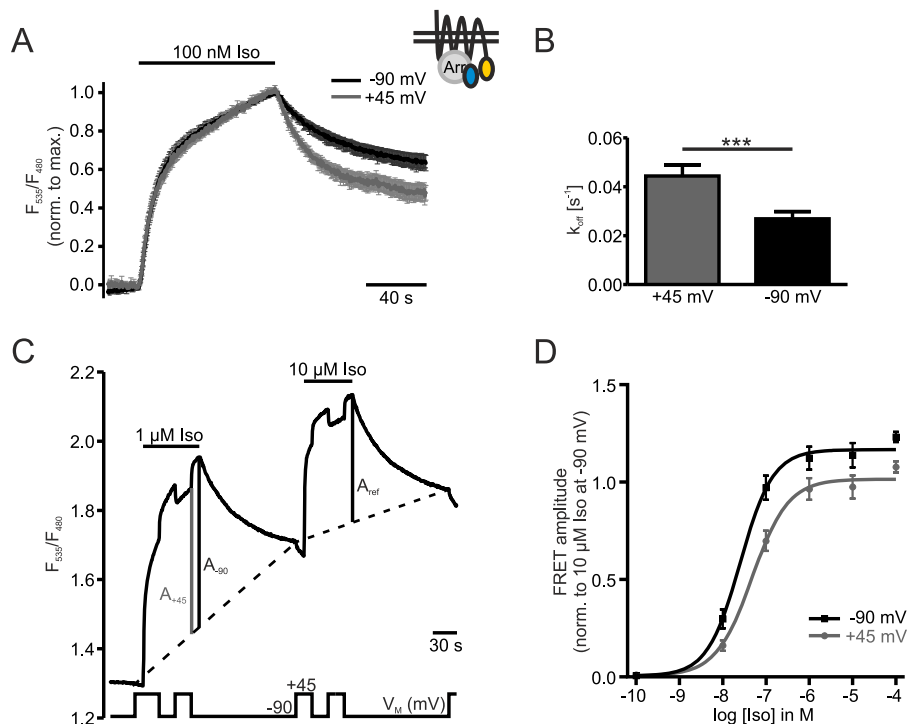 A
100 nM Iso
Arr
-90 mV
+45 mV
F535/F480
(norm. to max.)
1.0
0.8
0.6
0.4
0.2
0.0
40 s
B
***
koff [s-1]
0.06
0.04
0.02
0.00
+45 mV
-90 mV
C
F535/F480
2.2
2.0
1.8
1.6
1.4
1.2
1 µM Iso
10 µM Iso
A+45
A-90
Aref
30 s
+45
-90
VM (mV)
D
FRET amplitude
(norm. to 10 µM Iso at -90 mV)
1.5
1.0
0.5
0.0
-90 mV
+45 mV
-10 -9 -8 -7 -6 -5 -4
log [Iso] in M